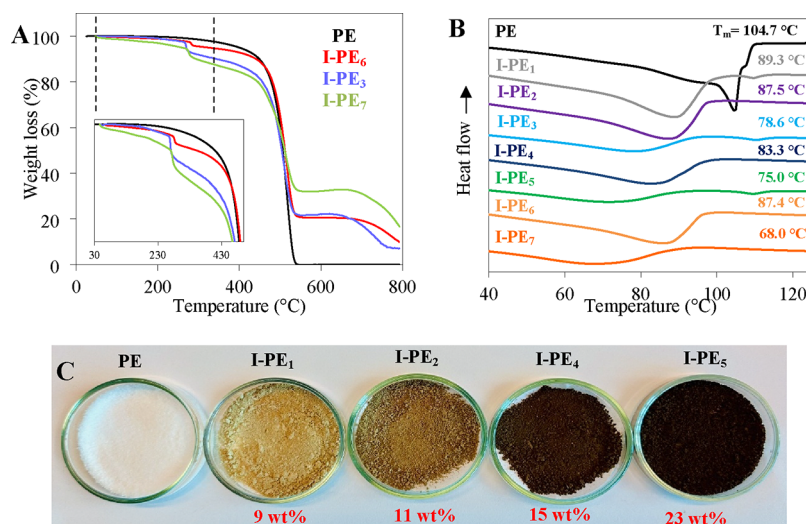 A
100
80
60
40
20
0
Weight loss (%)
PE
I-PE₆
I-PE₃
I-PE₇
30
230
430
0
200
400
600
800
Temperature (°C)
B
Heat flow
PE
Tₘ= 104.7 °C
I-PE₁
89.3 °C
I-PE₂
87.5 °C
I-PE₃
78.6 °C
I-PE₄
83.3 °C
I-PE₅
75.0 °C
I-PE₆
87.4 °C
I-PE₇
68.0 °C
40
60
80
100
120
Temperature (°C)
C
PE
I-PE₁
I-PE₂
I-PE₄
I-PE₅
9 wt%
11 wt%
15 wt%
23 wt%